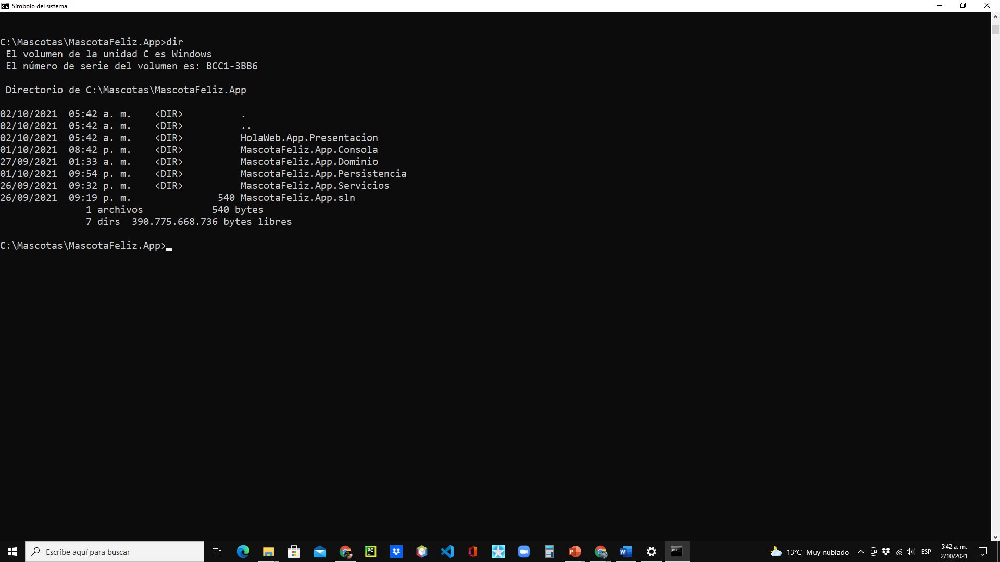 Símbolo del sistema
C:\Mascotas\MascotaFeliz.App>dir
El volumen de la unidad C es Windows
El número de serie del volumen es: BCC1-3BB6
Directorio de C:\Mascotas\MascotaFeliz.App
02/10/2021  05:42 a. m.    <DIR>          .
02/10/2021  05:42 a. m.    <DIR>          ..
02/10/2021  05:42 a. m.    <DIR>          HolaWeb.App.Presentacion
01/10/2021  08:42 p. m.    <DIR>          MascotaFeliz.App.Consola
27/09/2021  01:33 a. m.    <DIR>          MascotaFeliz.App.Dominio
01/10/2021  09:54 p. m.    <DIR>          MascotaFeliz.App.Persistencia
26/09/2021  09:32 p. m.    <DIR>          MascotaFeliz.App.Servicios
26/09/2021  09:19 p. m.               540 MascotaFeliz.App.sln
1 archivos            540 bytes
7 dirs  390.775.668.736 bytes libres
C:\Mascotas\MascotaFeliz.App>
Escribe aquí para buscar
13°C Muy nublado
ESP
5:42 a. m.
2/10/2021